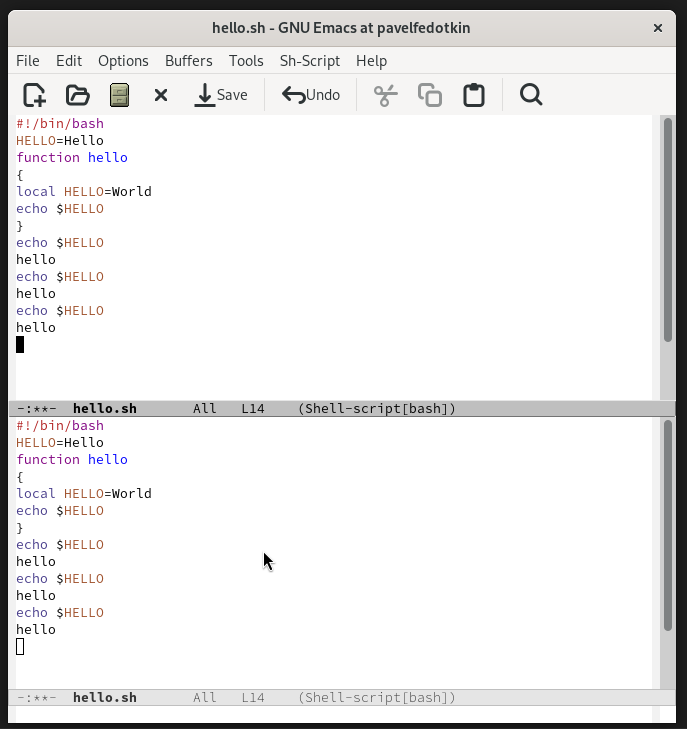 hello.sh - GNU Emacs at pavelfedotkin ×
File Edit Options Buffers Tools Sh-Script Help
Save Undo
#!/bin/bash
HELLO=Hello
function hello
{
local HELLO=World
echo $HELLO
}
echo $HELLO
hello
echo $HELLO
hello
echo $HELLO
hello
-:**- hello.sh All L14 (Shell-script[bash])
#!/bin/bash
HELLO=Hello
function hello
{
local HELLO=World
echo $HELLO
}
echo $HELLO
hello
echo $HELLO
hello
echo $HELLO
hello
-:**- hello.sh All L14 (Shell-script[bash])